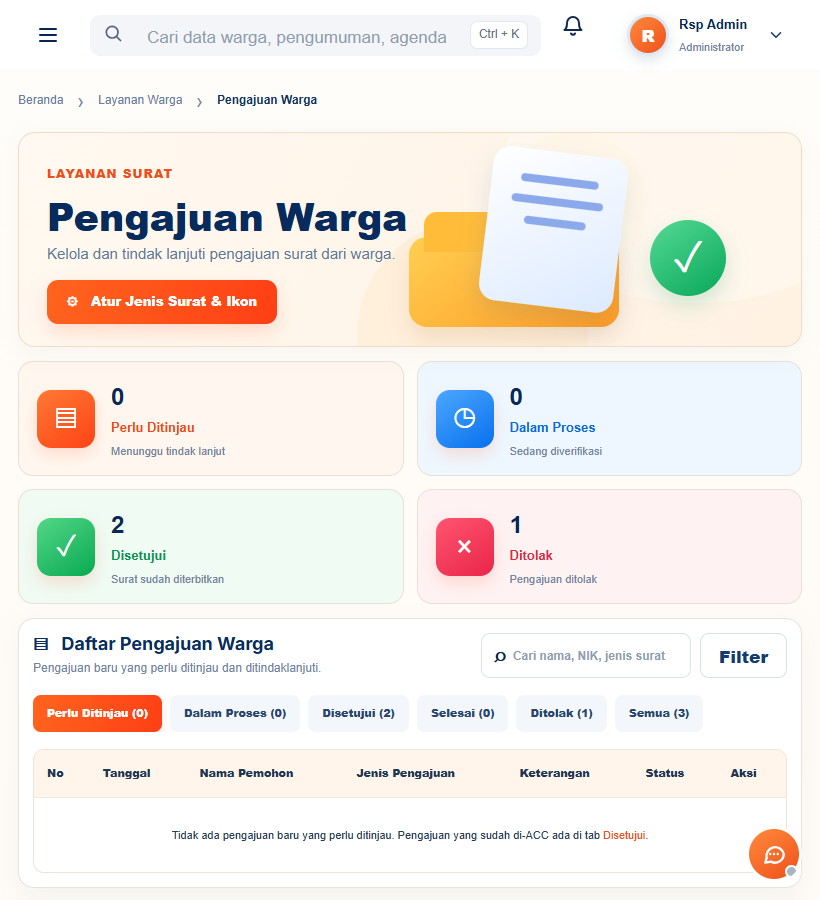 Cari data warga, pengumuman, agenda
Ctrl + K
R
Rsp Admin
Administrator
Beranda › Layanan Warga › Pengajuan Warga
LAYANAN SURAT
Pengajuan Warga
Kelola dan tindak lanjuti pengajuan surat dari warga.
Atur Jenis Surat & Ikon
0
Perlu Ditinjau
Menunggu tindak lanjut
0
Dalam Proses
Sedang diverifikasi
2
Disetujui
Surat sudah diterbitkan
1
Ditolak
Pengajuan ditolak
Daftar Pengajuan Warga
Pengajuan baru yang perlu ditinjau dan ditindaklanjuti.
Cari nama, NIK, jenis surat
Filter
Perlu Ditinjau (0) Dalam Proses (0) Disetujui (2) Selesai (0) Ditolak (1) Semua (3)
No Tanggal Nama Pemohon Jenis Pengajuan Keterangan Status Aksi
Tidak ada pengajuan baru yang perlu ditinjau. Pengajuan yang sudah di-ACC ada di tab Disetujui.